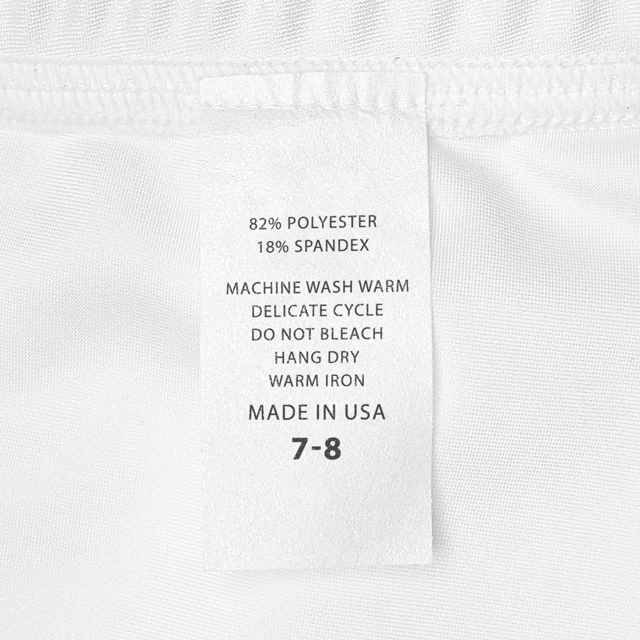 82% POLYESTER
18% SPANDEX
MACHINE WASH WARM
DELICATE CYCLE
DO NOT BLEACH
HANG DRY
WARM IRON
MADE IN USA
7-8